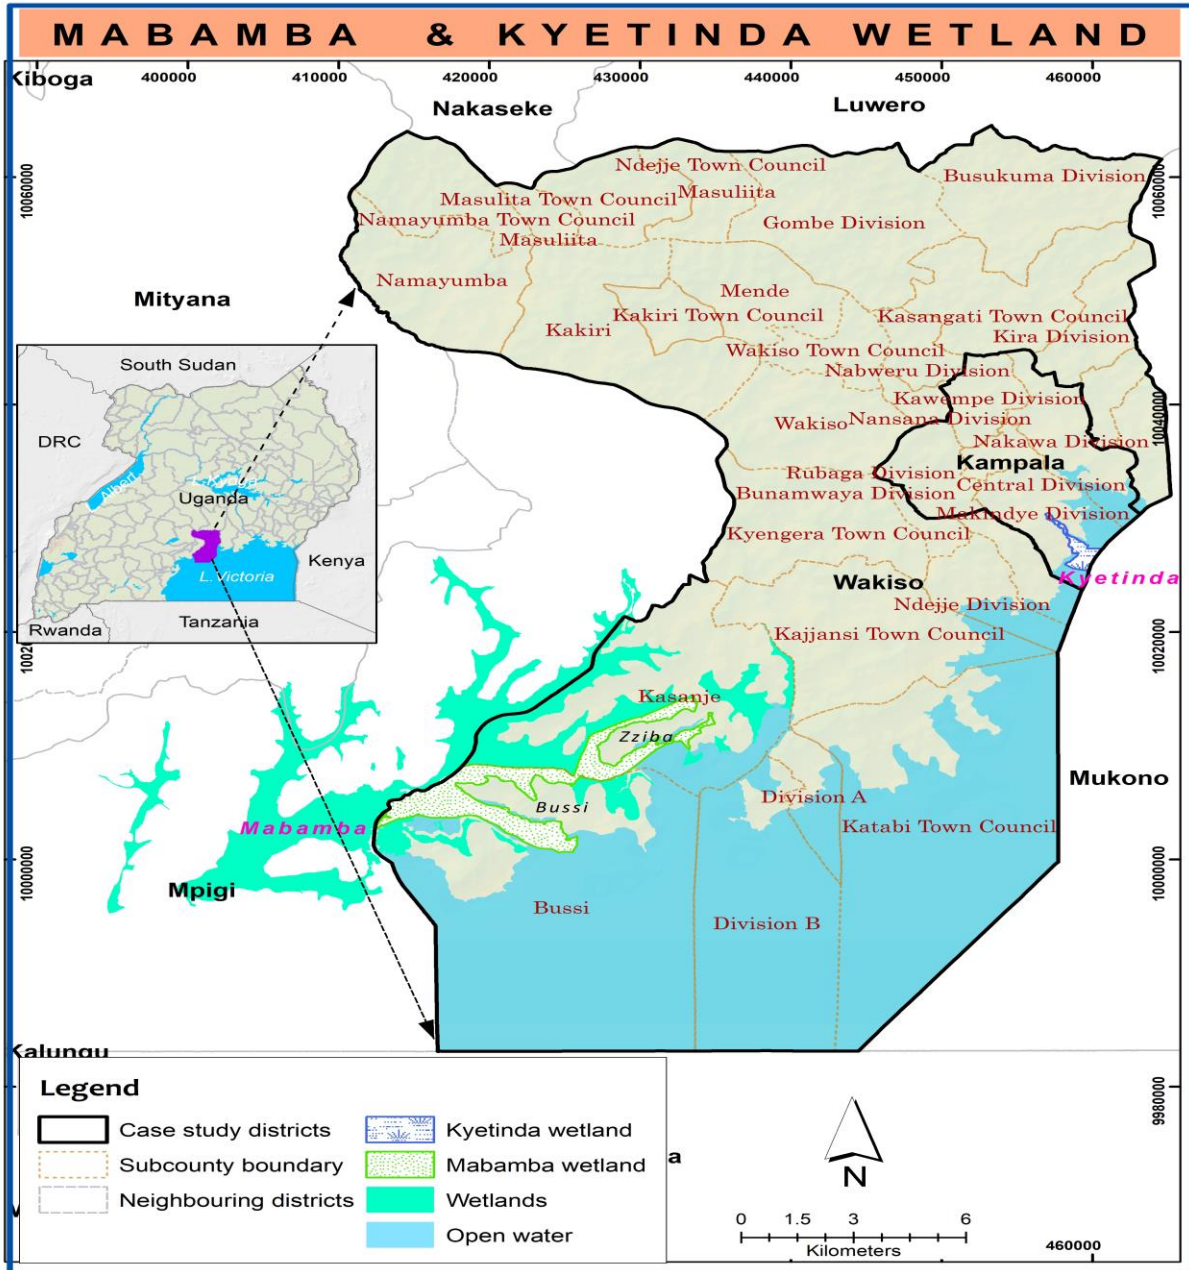 MABAMBA & KYETINDA WETLAND
400000 410000 420000 430000 440000 450000 460000
Kiboga
Nakaseke
Luwero
10060000
10060000
Ndejje Town Council
Busukuma Division
Masulita Town Council
Masuliita
Namayumba Town Council
Gombe Division
Masuliita
Namayumba
Mityana
Mende
Kakiri Town Council
Kasangati Town Council
Kakiri
Kira Division
Wakiso Town Council
Nabweru Division
South Sudan
Kawempe Division
Wakiso
Nansana Division
10040000
DRC
Nakawa Division
Kampala
Rubaga Division
Albert
L. Kyoga
Uganda
Central Division
Bunamwaya Division
Makindye Division
Kyengera Town Council
Kenya
L. Victoria
Kyetinda
Wakiso
Ndejje Division
Tanzania
Rwanda
Kajjansi Town Council
10020000
10020000
Kasanje
Zziba
Mukono
Division A
Bussi
Mabamba
Katabi Town Council
10000000
10000000
Mpigi
Bussi
Division B
Kalungu
Legend
Case study districts
Subcounty boundary
Neighbouring districts
Kyetinda wetland
Mabamba wetland
Wetlands
Open water
a
9980000
N
0 1.5 3 6
Kilometers
460000